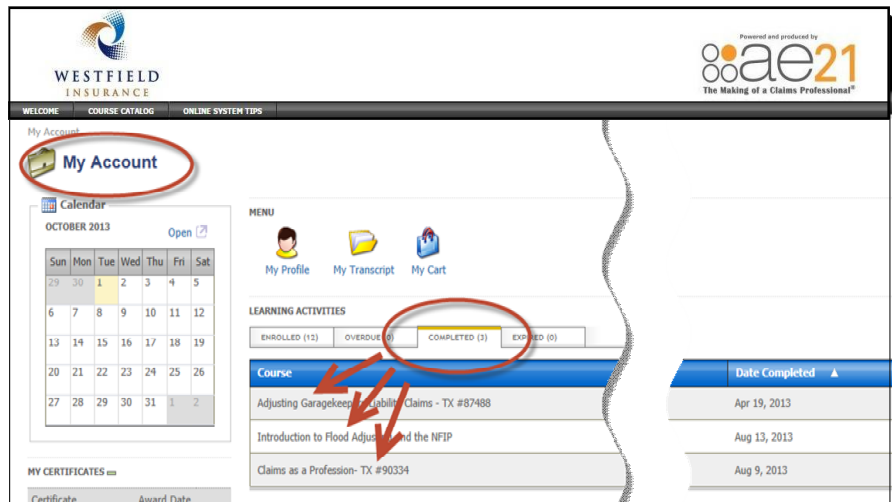 WESTFIELD
INSURANCE
Powered and produced by
ae21
The Making of a Claims Professional®
WELCOME COURSE CATALOG ONLINE SYSTEM TIPS
My Account
My Account
Calendar
OCTOBER 2013 Open
Sun Mon Tue Wed Thu Fri Sat
29 30 1 2 3 4 5
6 7 8 9 10 11 12
13 14 15 16 17 18 19
20 21 22 23 24 25 26
27 28 29 30 31 1 2
MY CERTIFICATES
Certificate Award Date
MENU
My Profile My Transcript My Cart
LEARNING ACTIVITIES
ENROLLED (12) OVERDUE (0) COMPLETED (3) EXPIRED (0)
Course Date Completed ▲
Adjusting Garagekeepers Liability Claims - TX #87488 Apr 19, 2013
Introduction to Flood Adjusting and the NFIP Aug 13, 2013
Claims as a Profession- TX #90334 Aug 9, 2013